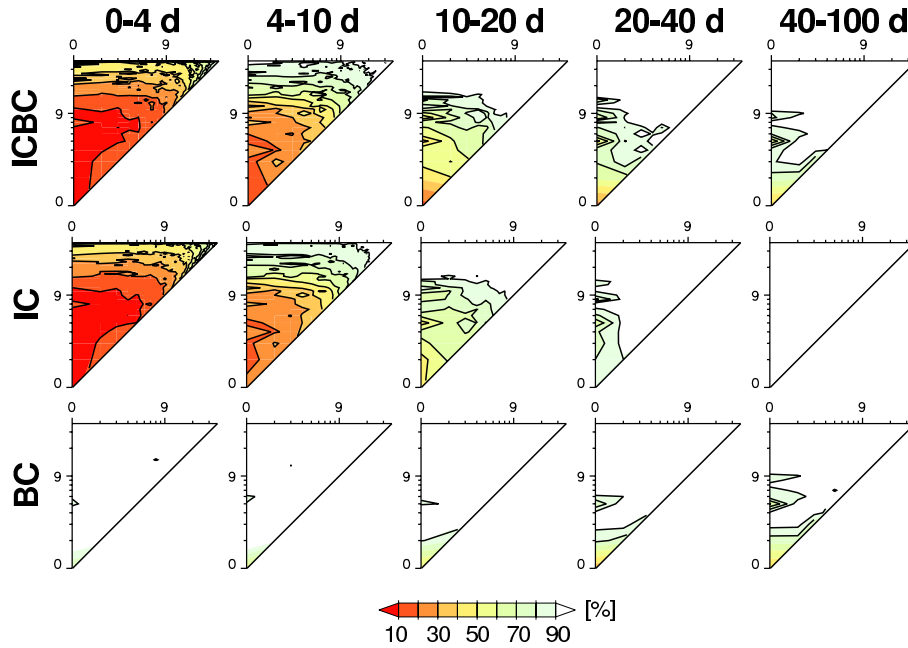 0-4 d 4-10 d 10-20 d 20-40 d 40-100 d
0 9 0 9 0 9 0 9 0 9
ICBC
9 9 9 9 9
0 0 0 0 0
0 9 0 9 0 9 0 9 0 9
IC
9 9 9 9 9
0 0 0 0 0
0 9 0 9 0 9 0 9 0 9
BC
9 9 9 9 9
0 0 0 0 0
[%]
10 30 50 70 90